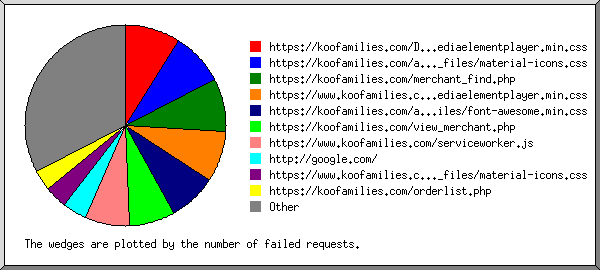 https://koofamilies.com/D...ediaelementplayer.min.css
https://koofamilies.com/a..._files/material-icons.css
https://koofamilies.com/merchant_find.php
https://www.koofamilies.c...ediaelementplayer.min.css
https://koofamilies.com/a...iles/font-awesome.min.css
https://koofamilies.com/view_merchant.php
https://www.koofamilies.com/serviceworker.js
http://google.com/
https://www.koofamilies.c..._files/material-icons.css
https://koofamilies.com/orderlist.php
Other
The wedges are plotted by the number of failed requests.